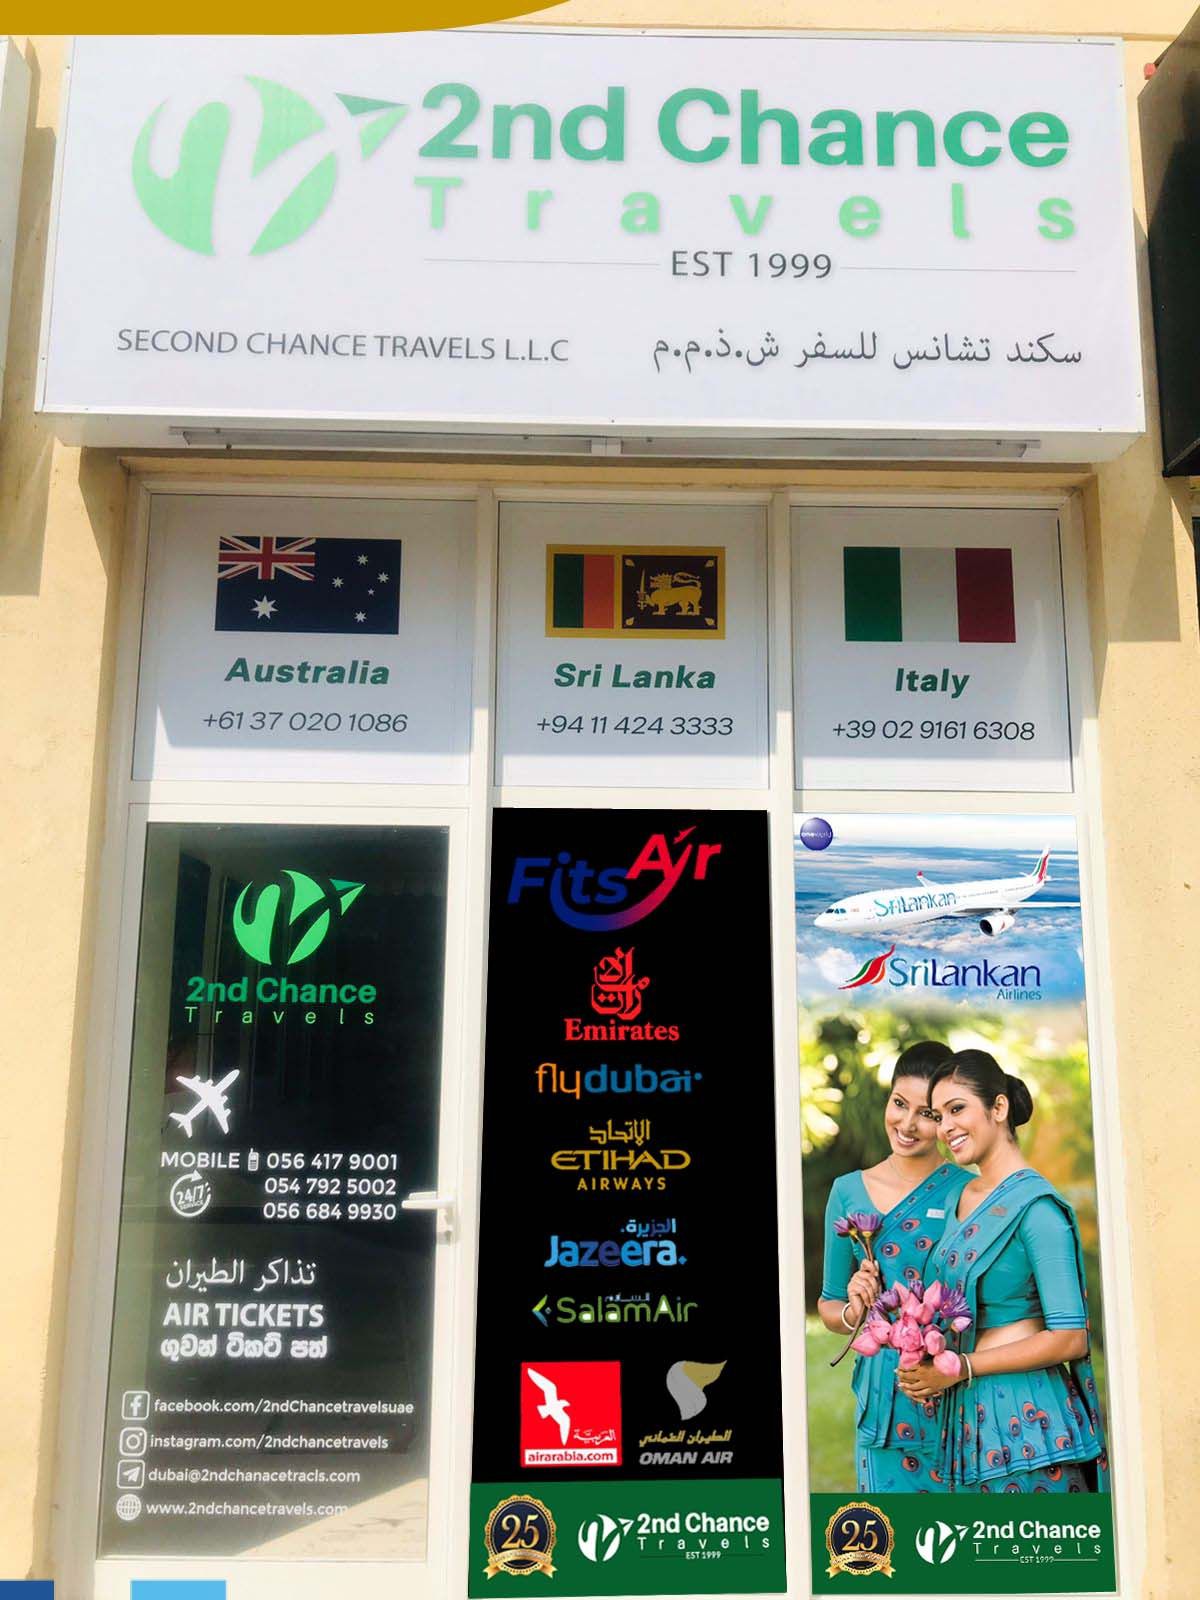 2nd Chance
Travels
EST 1999
SECOND CHANCE TRAVELS L.L.C
سكند تشانس للسفر ش.ذ.م.م
Australia
+61 37 020 1086
Sri Lanka
+94 11 424 3333
Italy
+39 02 9161 6308
2nd Chance
Travels
MOBILE 056 417 9001
24/7
SERVICE
054 792 5002
056 684 9930
تذاكر الطيران
AIR TICKETS
ගුවන් ටිකට් පත්
facebook.com/2ndChancetravelsuae
instagram.com/2ndchancetravels
dubai@2ndchanacetracls.com
www.2ndchancetravels.com
FitsAir
Emirates
flydubai
الإتحاد
ETIHAD
AIRWAYS
الجزيرة
Jazeera
SalamAir
العربية
airarabia.com
الطيران العماني
OMAN AIR
25
2nd Chance
Travels
EST 1999
oneworld
SriLankan
SriLankan
Airlines
25
2nd Chance
Travels
EST 1999